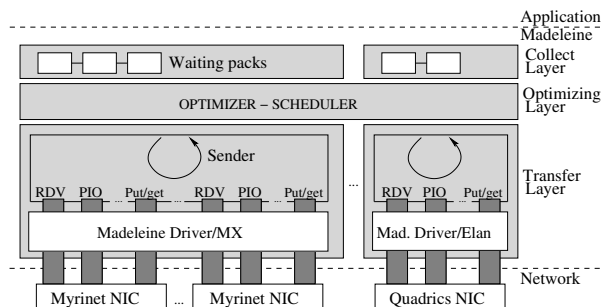 Application
Madeleine
Waiting packs
Collect
Layer
OPTIMIZER – SCHEDULER
Optimizing
Layer
Sender
...
Transfer
Layer
RDV PIO ... Put/get RDV PIO ... Put/get RDV PIO ... Put/get
Madeleine Driver/MX
Mad. Driver/Elan
Network
Myrinet NIC ... Myrinet NIC Quadrics NIC